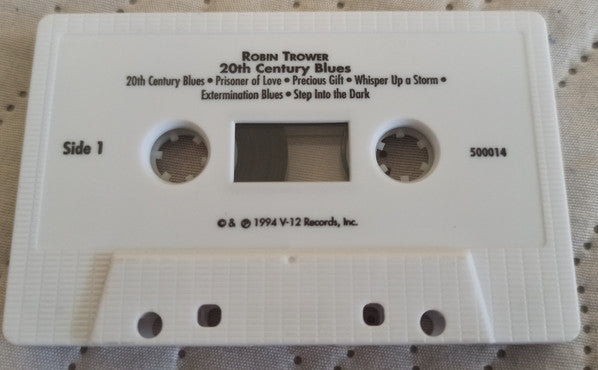 ROBIN TROWER
20th Century Blues
20th Century Blues • Prisoner of Love • Precious Gift • Whisper Up a Storm •
Extermination Blues • Step Into the Dark
Side 1
500014
© & ℗ 1994 V-12 Records, Inc.